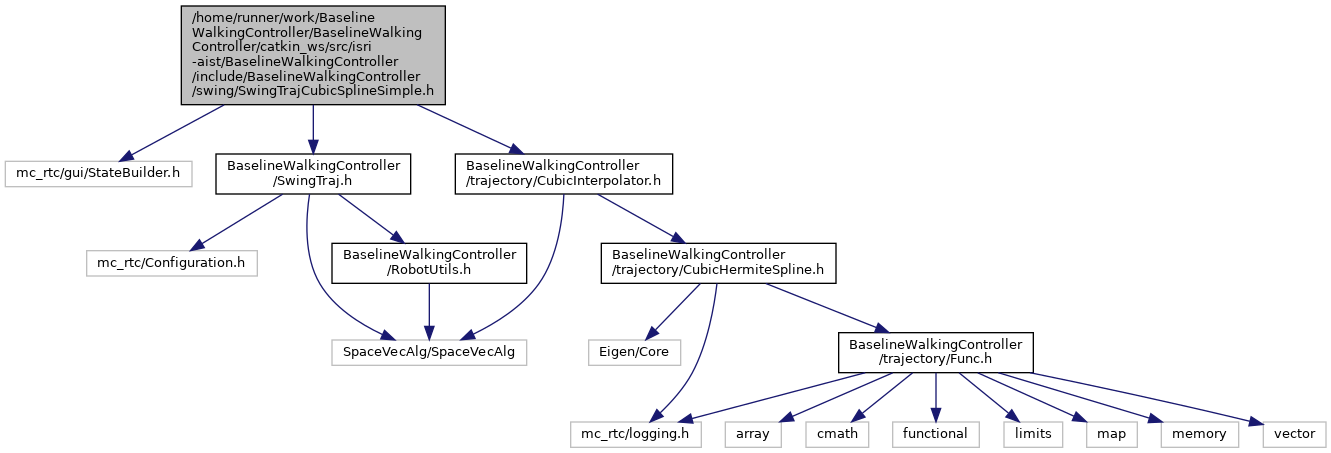 /home/runner/work/Baseline
WalkingController/BaselineWalking
Controller/catkin_ws/src/isri
-aist/BaselineWalkingController
/include/BaselineWalkingController
/swing/SwingTrajCubicSplineSimple.h
mc_rtc/gui/StateBuilder.h
BaselineWalkingController
/SwingTraj.h
BaselineWalkingController
/trajectory/CubicInterpolator.h
mc_rtc/Configuration.h
BaselineWalkingController
/RobotUtils.h
BaselineWalkingController
/trajectory/CubicHermiteSpline.h
SpaceVecAlg/SpaceVecAlg
Eigen/Core
BaselineWalkingController
/trajectory/Func.h
mc_rtc/logging.h
array
cmath
functional
limits
map
memory
vector